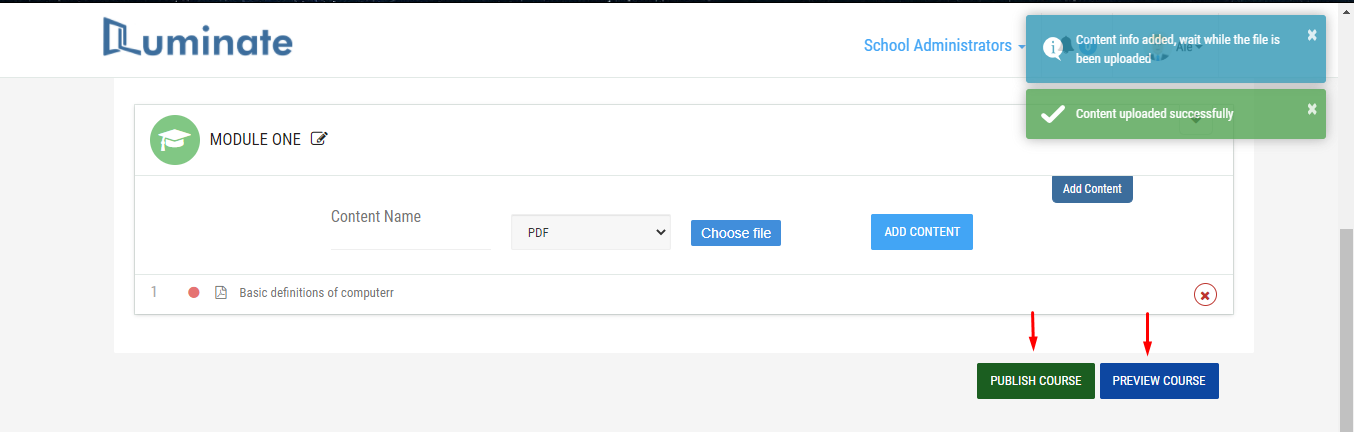 Luminate
School Administrators
Ale
Content info added, wait while the file is
been uploaded
Content uploaded successfully
MODULE ONE
Add Content
Content Name
PDF
Choose file
ADD CONTENT
1
Basic definitions of computerr
PUBLISH COURSE
PREVIEW COURSE